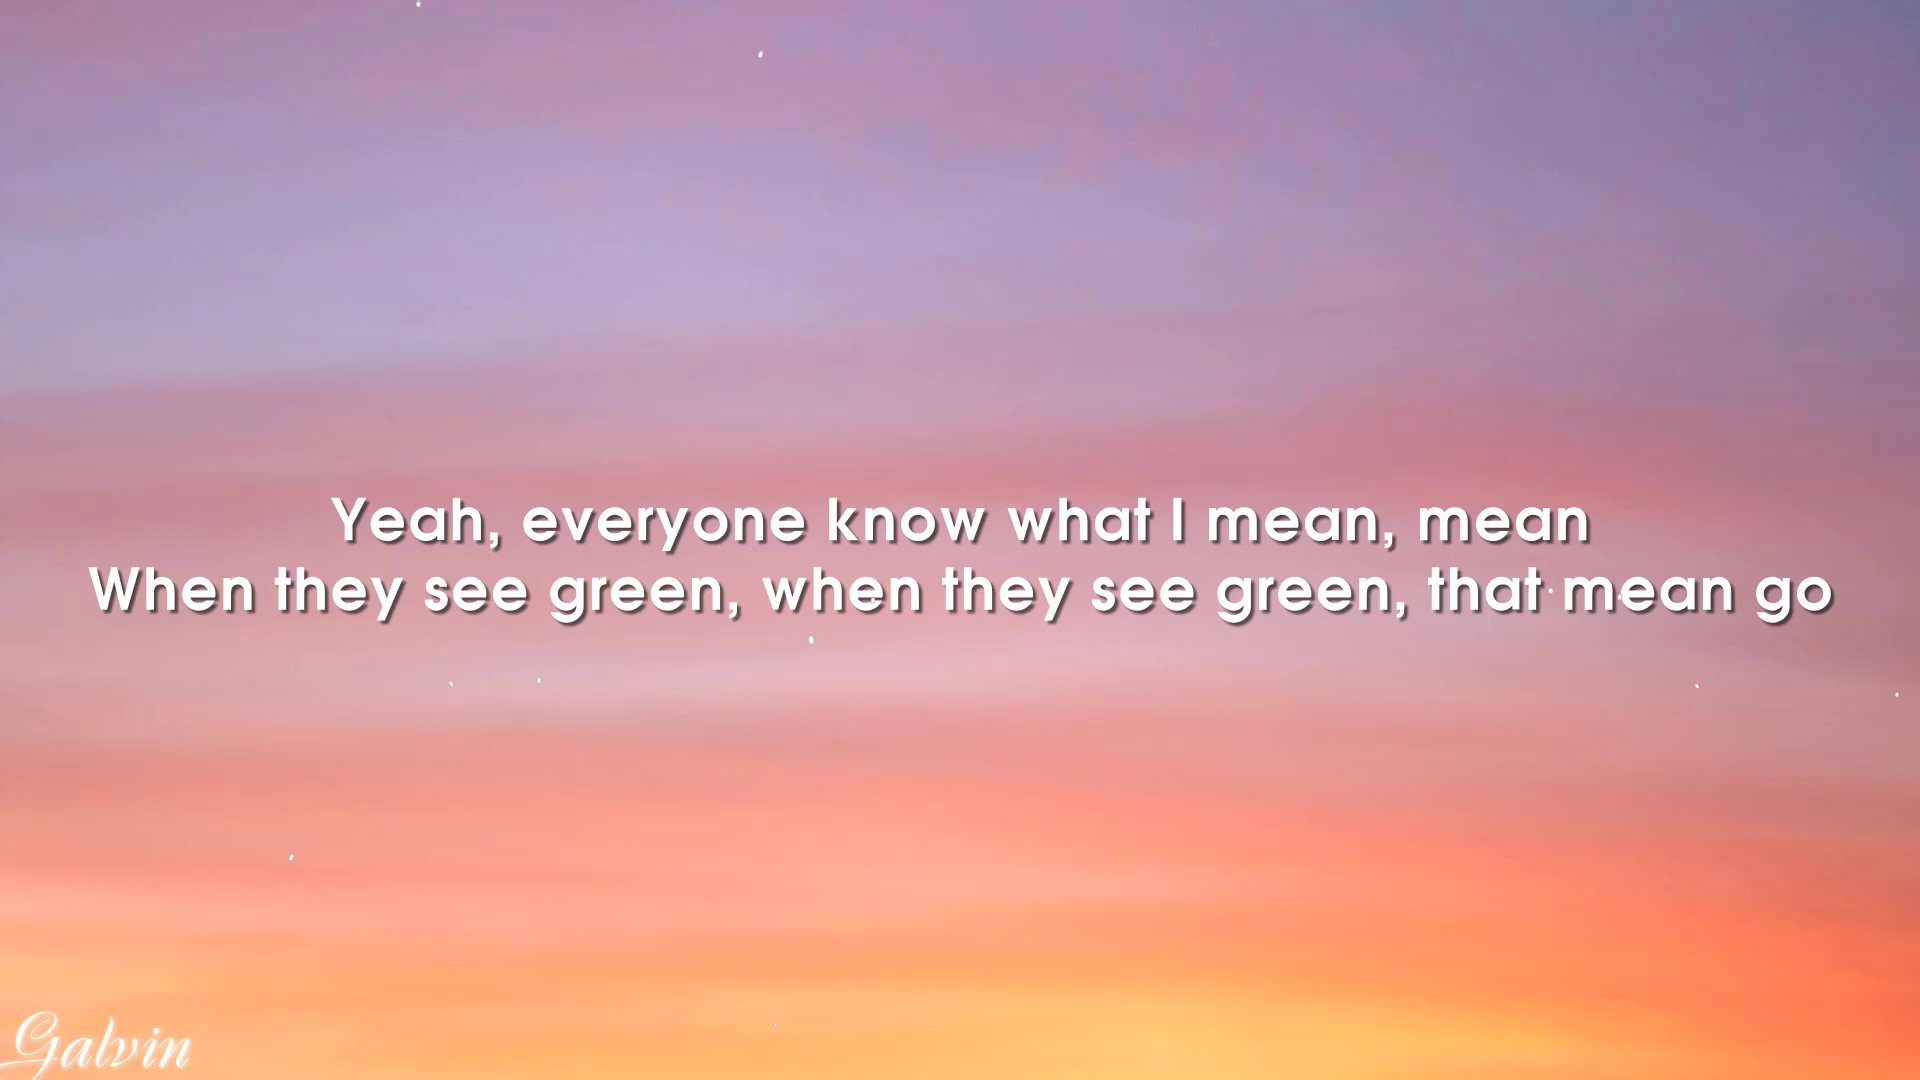 Yeah, everyone know what I mean, mean
When they see green, when they see green, that mean go
Galvin